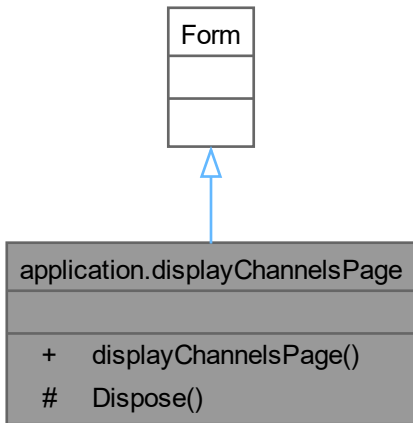 Form
application.displayChannelsPage
+ displayChannelsPage()
# Dispose()